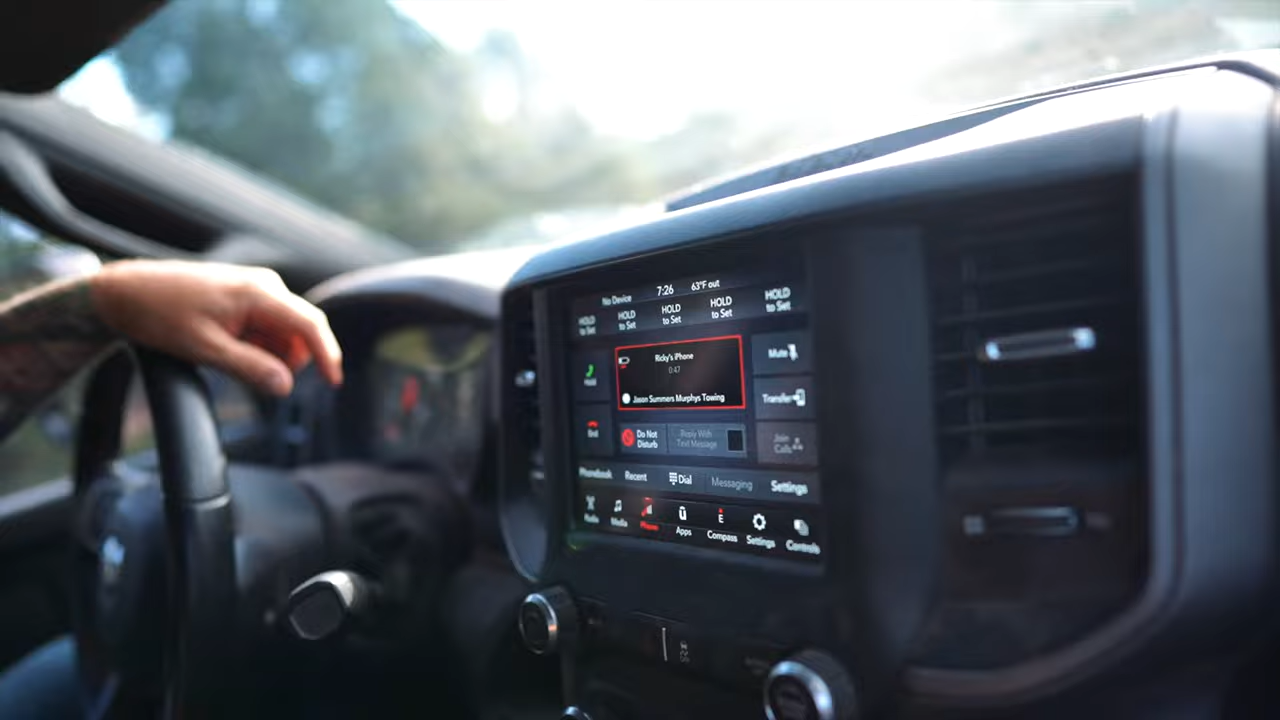 No Device 7:26 63°F out
HOLD to Set
HOLD to Set
HOLD to Set
HOLD to Set
HOLD to Set
Hold
Ricky's iPhone
0:47
Jason Summers Murphys Towing
Mute
Transfer
End
Do Not Disturb
Reply With Text Message
Join Calls
Phonebook Recent Dial Messaging Settings
Radio Media Phone Apps E Compass Settings Controls